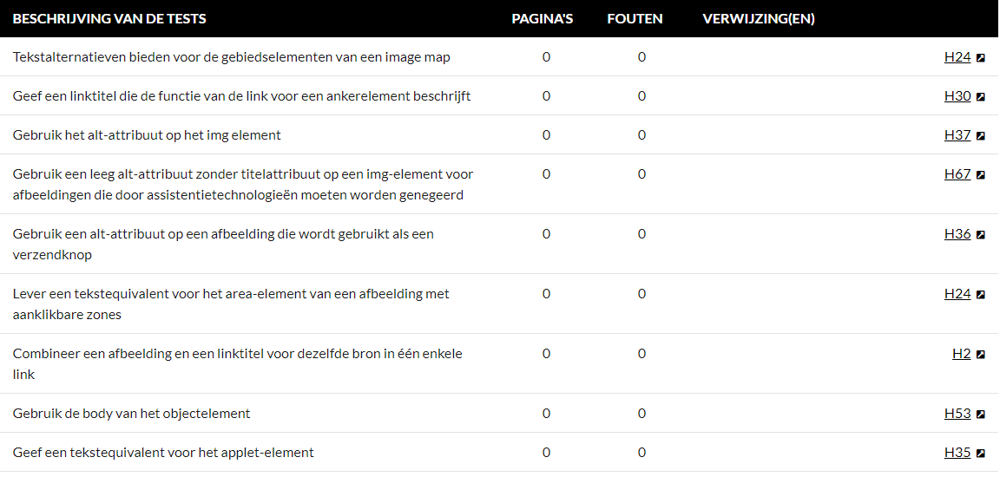 BESCHRIJVING VAN DE TESTS PAGINA'S FOUTEN VERWIJZING(EN)
Tekstalternatieven bieden voor de gebiedselementen van een image map 0 0 H24
Geef een linktitel die de functie van de link voor een ankerelement beschrijft 0 0 H30
Gebruik het alt-attribuut op het img element 0 0 H37
Gebruik een leeg alt-attribuut zonder titelattribuut op een img-element voor 0 0 H67
afbeeldingen die door assistentietechnologieën moeten worden genegeerd
Gebruik een alt-attribuut op een afbeelding die wordt gebruikt als een 0 0 H36
verzendknop
Lever een tekstequivalent voor het area-element van een afbeelding met 0 0 H24
aanklikbare zones
Combineer een afbeelding en een linktitel voor dezelfde bron in één enkele 0 0 H2
link
Gebruik de body van het objectelement 0 0 H53
Geef een tekstequivalent voor het applet-element 0 0 H35